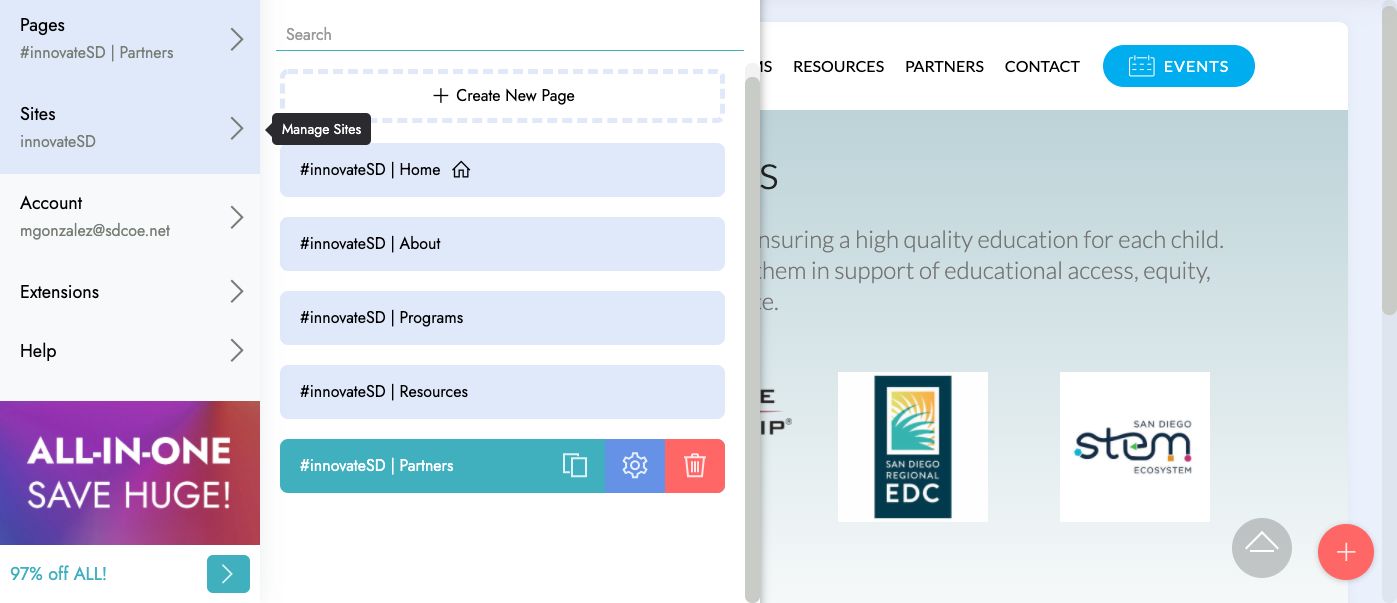 Pages
#innovateSD | Partners
Sites
innovateSD
Manage Sites
Account
mgonzalez@sdcoe.net
Extensions
Help
ALL-IN-ONE
SAVE HUGE!
97% off ALL!
Search
+ Create New Page
#innovateSD | Home
#innovateSD | About
#innovateSD | Programs
#innovateSD | Resources
#innovateSD | Partners
MS RESOURCES PARTNERS CONTACT EVENTS
S
nsuring a high quality education for each child.
them in support of educational access, equity,
ce.
E
IP®
SAN DIEGO
REGIONAL
EDC
SAN DIEGO
stem
ECOSYSTEM